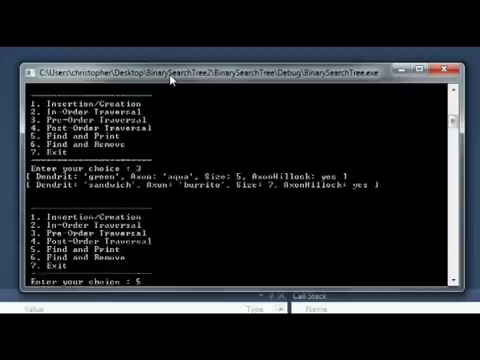 C:\Users\christopher\Desktop\BinarySearchTree2\BinarySearchTree\Debug\BinarySearchTree.exe
1. Insertion/Creation
2. In-Order Traversal
3. Pre-Order Traversal
4. Post-Order Traversal
5. Find and Print
6. Find and Remove
7. Exit
Enter your choice : 3
[ Dendrit: 'green', Axon: 'aqua', Size: 5, AxonHillock: yes ]
[ Dendrit: 'sandwich', Axon: 'burrito', Size: 7, AxonHillock: yes ]
1. Insertion/Creation
2. In-Order Traversal
3. Pre-Order Traversal
4. Post-Order Traversal
5. Find and Print
6. Find and Remove
7. Exit
Enter your choice : 5
Call Stack
Value Type Name